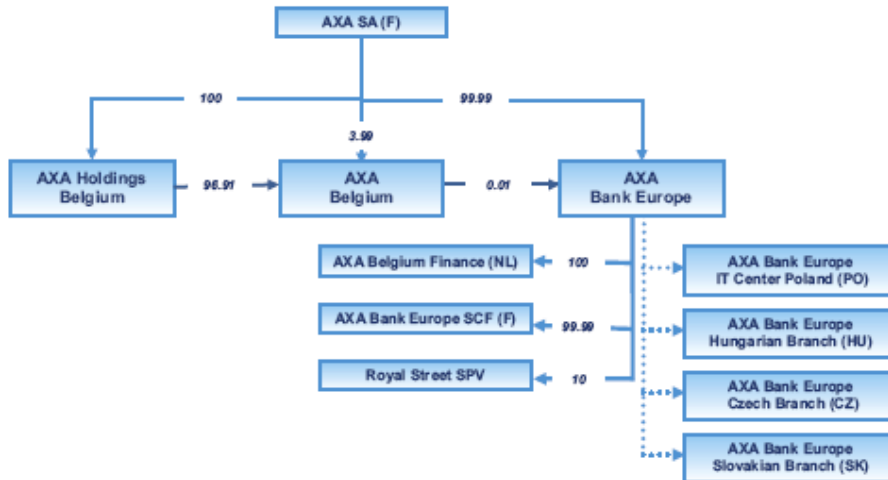 AXA SA (F)
100
99.99
3.99
AXA Holdings
Belgium
96.91
AXA
Belgium
0.01
AXA
Bank Europe
AXA Belgium Finance (NL)
100
AXA Bank Europe
IT Center Poland (PO)
AXA Bank Europe SCF (F)
99.99
AXA Bank Europe
Hungarian Branch (HU)
Royal Street SPV
10
AXA Bank Europe
Czech Branch (CZ)
AXA Bank Europe
Slovakian Branch (SK)